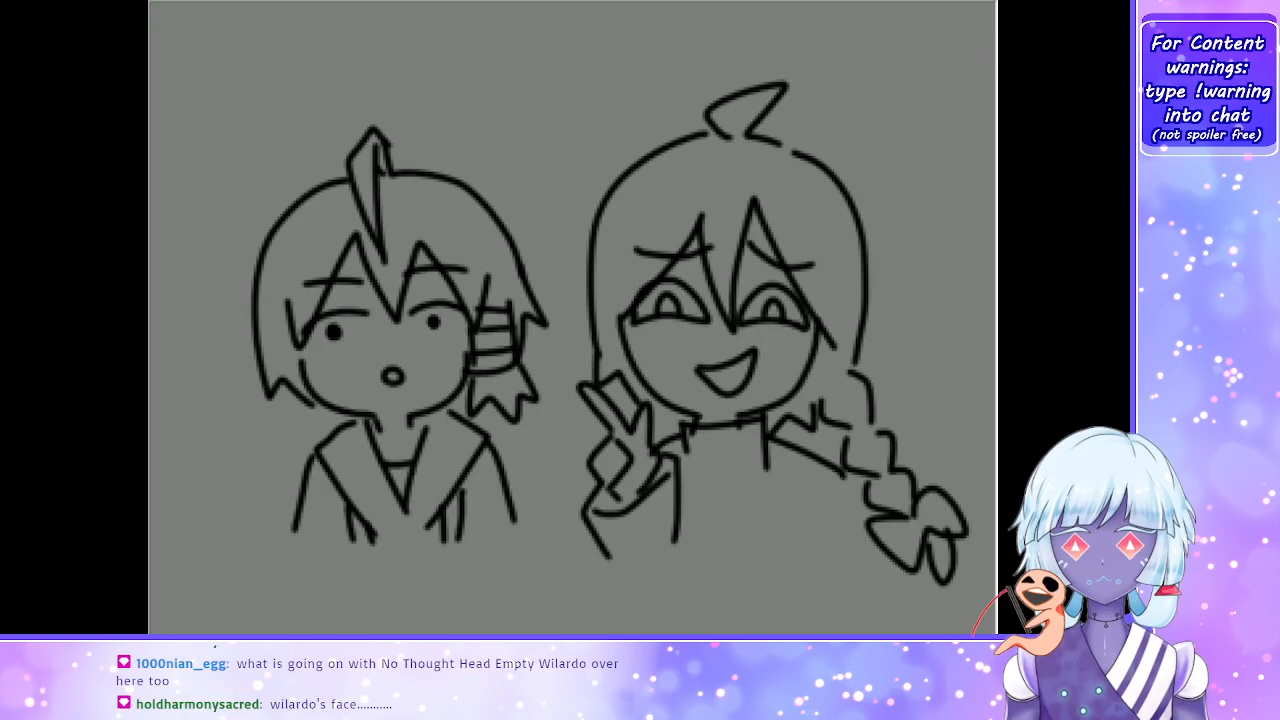 For Content
warnings:
type !warning
into chat
(not spoiler free)
1000nian_egg: what is going on with No Thought Head Empty Wilardo over
here too
holdharmonysacred: wilardo's face...........